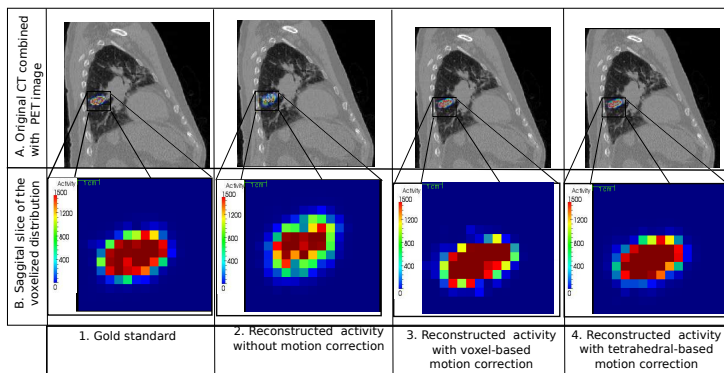 A. Original CT combined
with PET image
B. Saggital slice of the
voxelized distribution
Activity
1 cm
1500
1200
800
400
0
Activity
1 cm
1500
1200
800
400
0
Activity
1 cm
1500
1200
800
400
0
Activity
1 cm
1500
1200
800
400
0
1. Gold standard
2. Reconstructed activity
without motion correction
3. Reconstructed activity
with voxel-based
motion correction
4. Reconstructed activity
with tetrahedral-based
motion correction